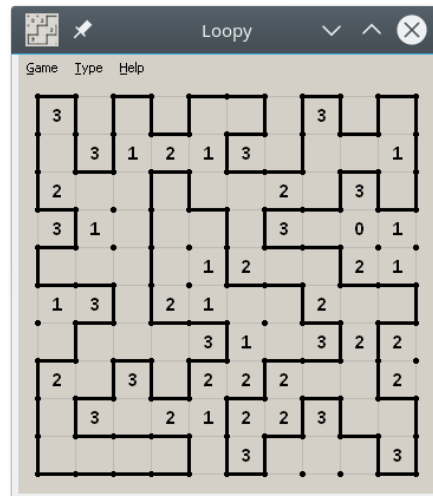 Loopy
Game Type Help
3 3
3 1 2 1 3 1
2 2 3
3 1 3 0 1
1 2 2 1
1 3 2 1 2
3 1 3 2 2
2 3 2 2 2 2
3 2 1 2 2 3
3 3